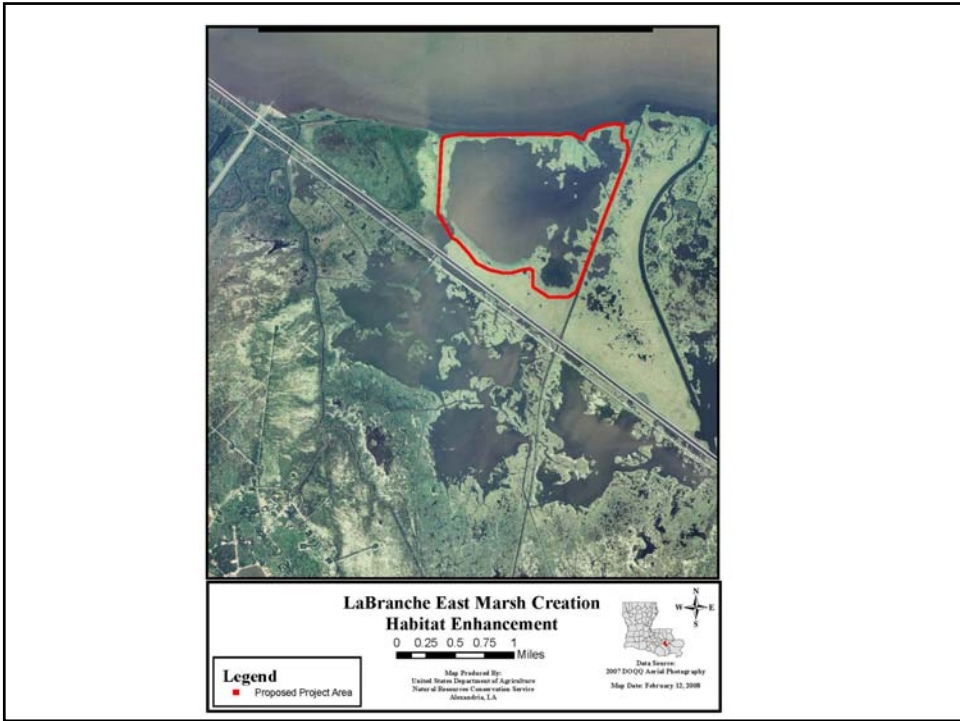 LaBranche East Marsh Creation
Habitat Enhancement
0 0.25 0.5 0.75 1
Miles
Map Produced By:
United States Department of Agriculture
Natural Resources Conservation Service
Alexandria, LA
Legend
Proposed Project Area
N
W E
S
Data Source:
2007 DOQQ Aerial Photography
Map Date: February 12, 2008